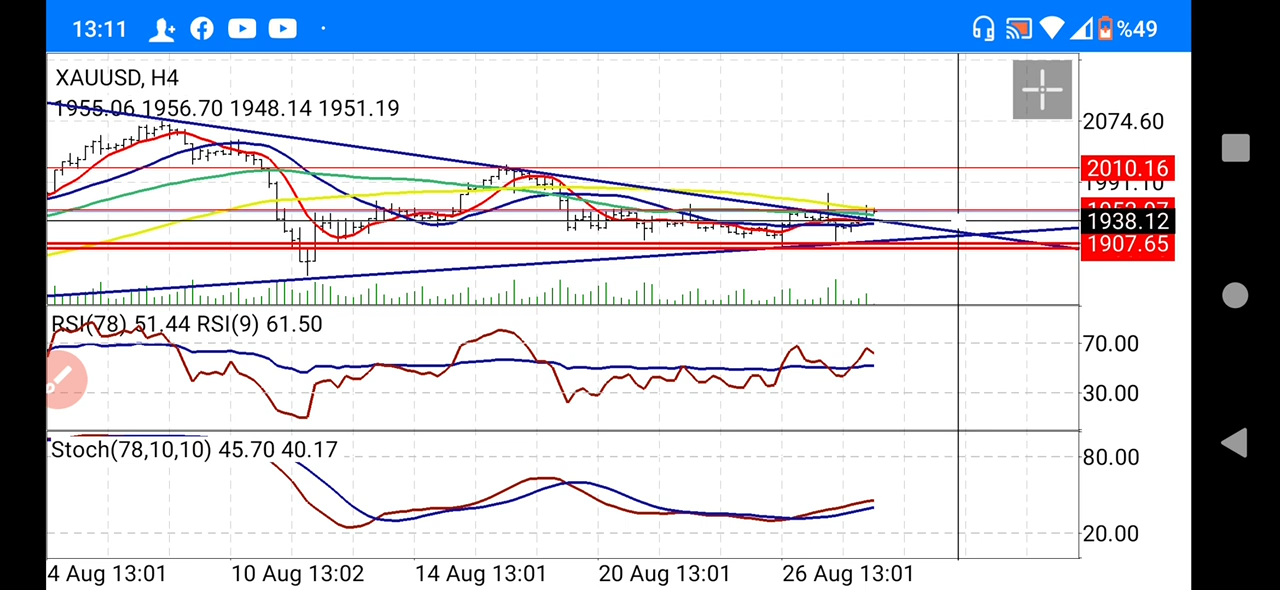 13:11
%49
XAUUSD, H4
1955.06 1956.70 1948.14 1951.19
2074.60
2010.16
1991.10
1938.12
1907.65
RSI(78) 51.44 RSI(9) 61.50
70.00
30.00
Stoch(78,10,10) 45.70 40.17
80.00
20.00
4 Aug 13:01 10 Aug 13:02 14 Aug 13:01 20 Aug 13:01 26 Aug 13:01